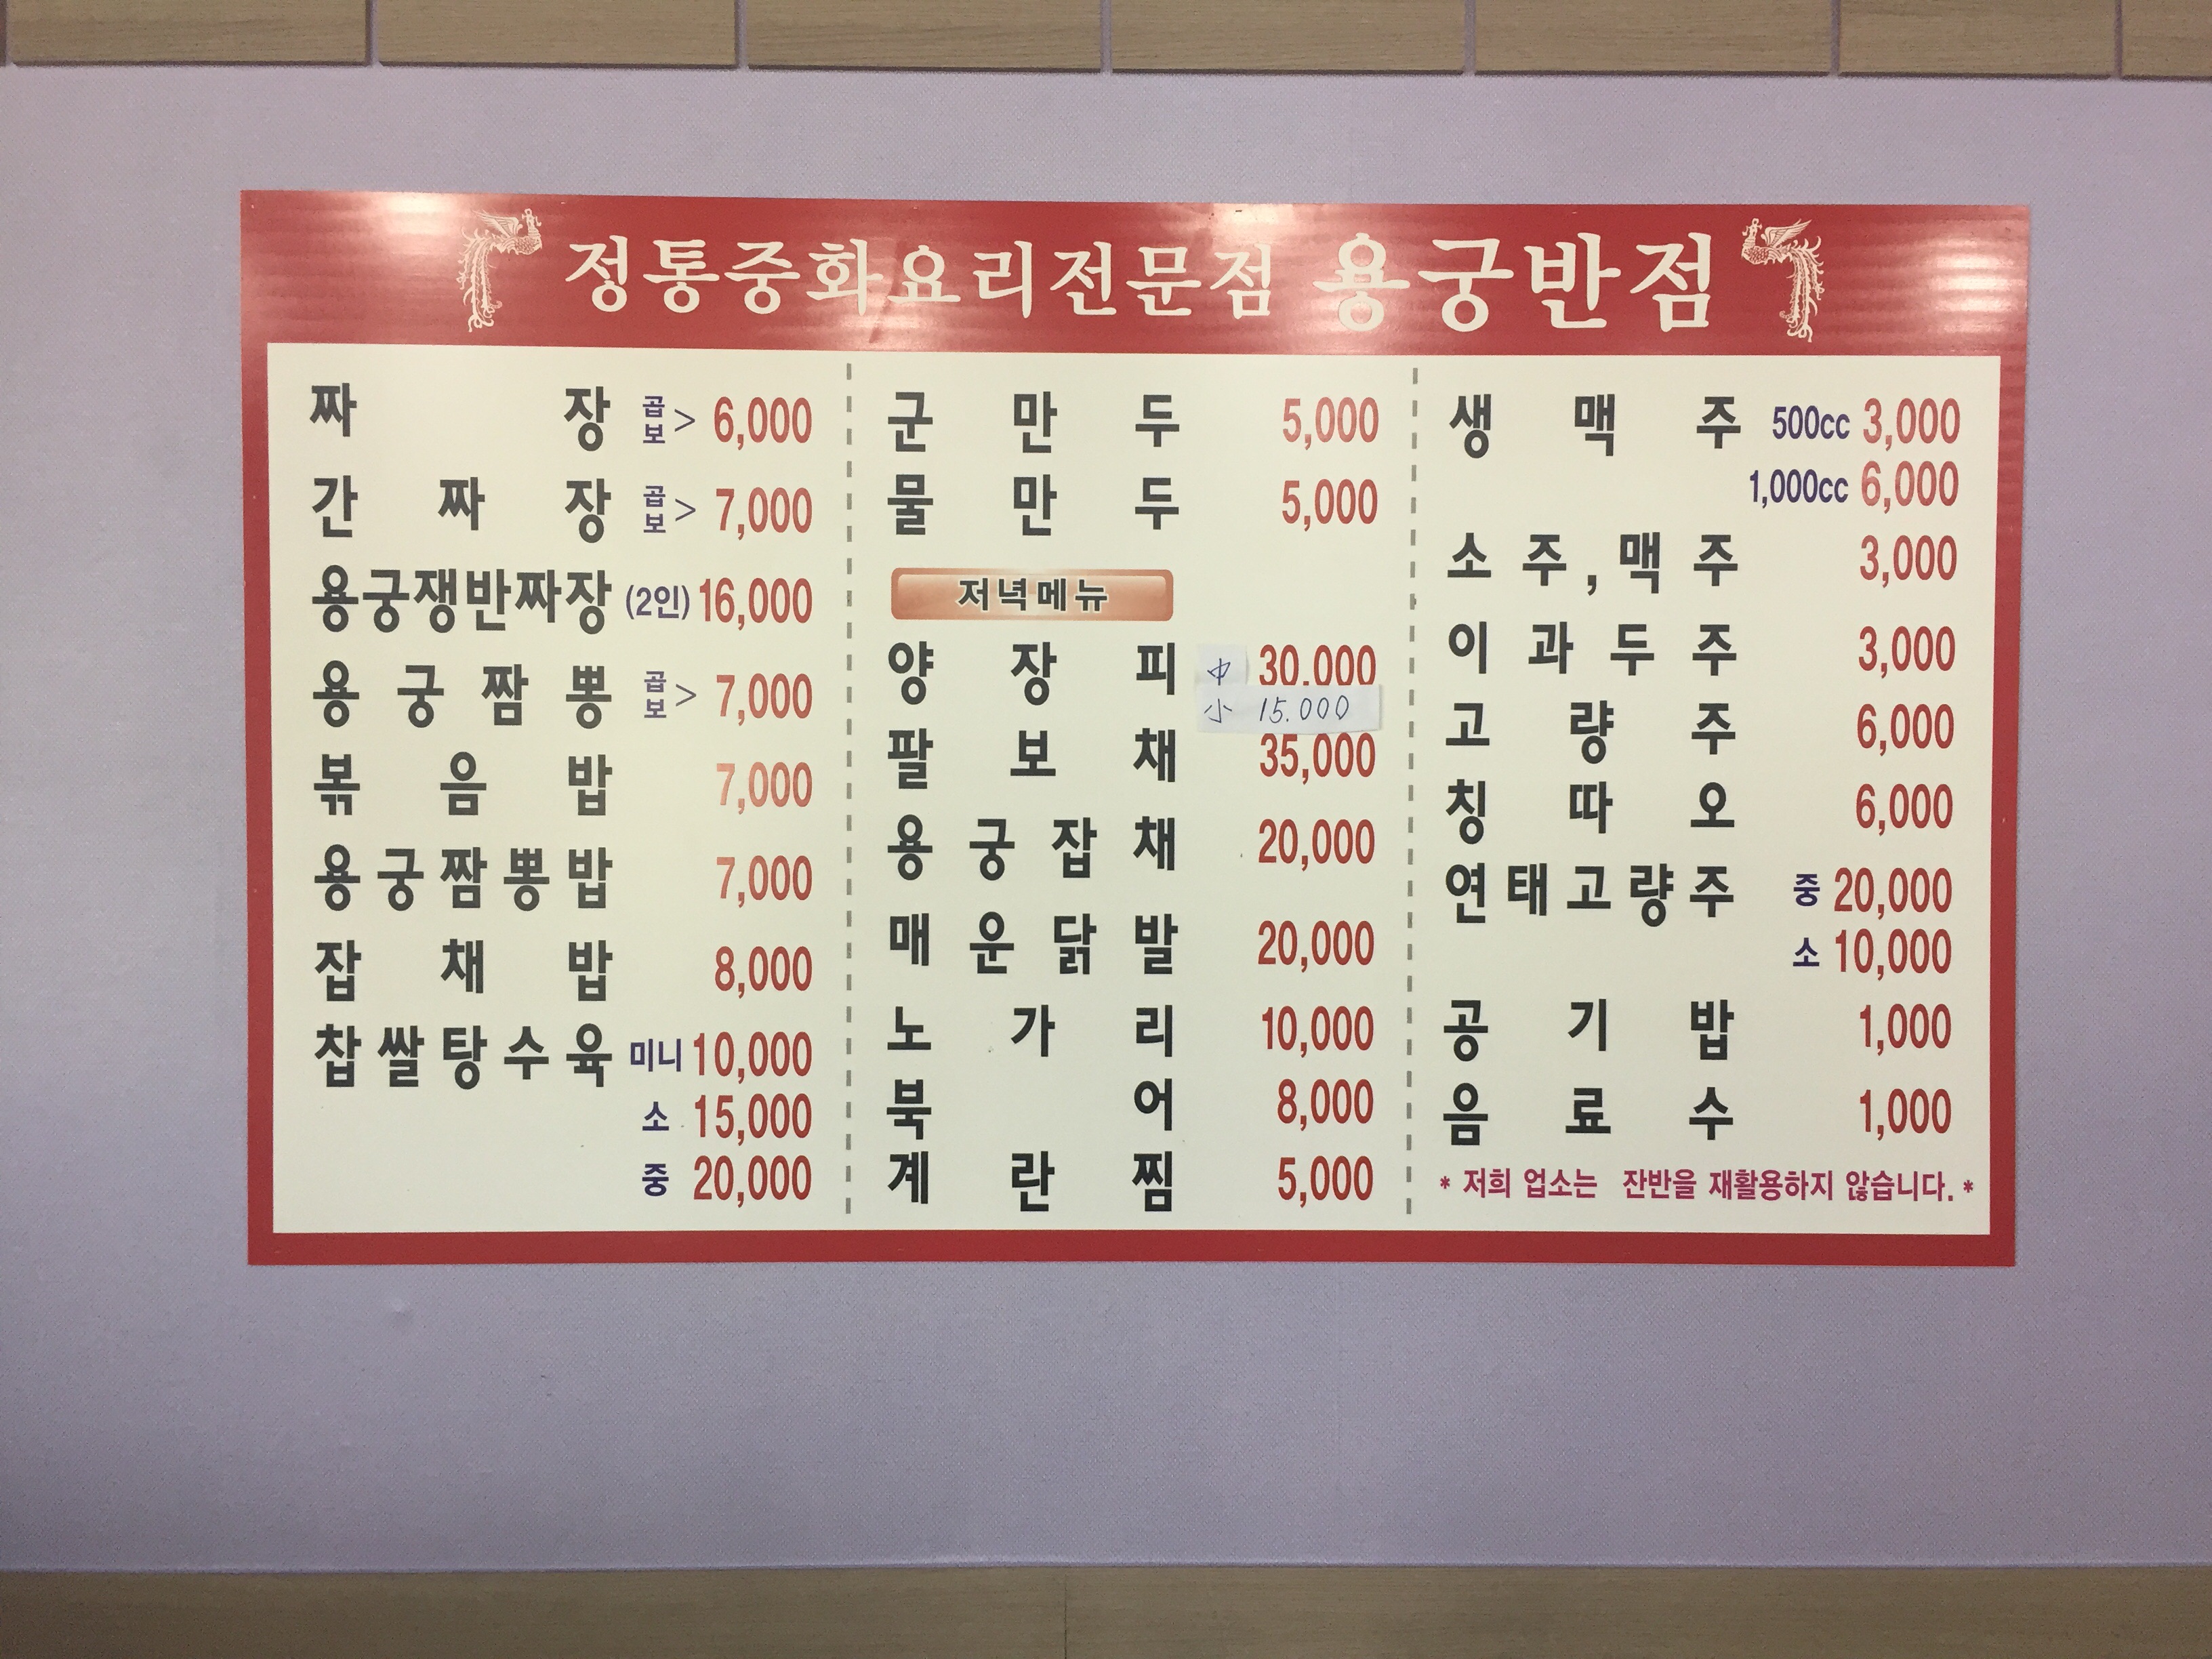 정통중화요리전문점 용궁반점
짜장 곱 보 > 6,000
간짜장 곱 보 > 7,000
용궁쟁반짜장 (2인) 16,000
용궁짬뽕 곱 보 > 7,000
볶음밥 7,000
용궁짬뽕밥 7,000
잡채밥 8,000
찹쌀탕수육 미니 10,000
소 15,000
중 20,000
군만두 5,000
물만두 5,000
저녁메뉴
양장피 中 30.000
小 15.000
팔보채 35,000
용궁잡채 20,000
매운닭발 20,000
노가리 10,000
북어 8,000
계란찜 5,000
생맥주 500cc 3,000
1,000cc 6,000
소주,맥주 3,000
이과두주 3,000
고량주 6,000
칭따오 6,000
연태고량주 중 20,000
소 10,000
공기밥 1,000
음료수 1,000
* 저희 업소는 잔반을 재활용하지 않습니다. *